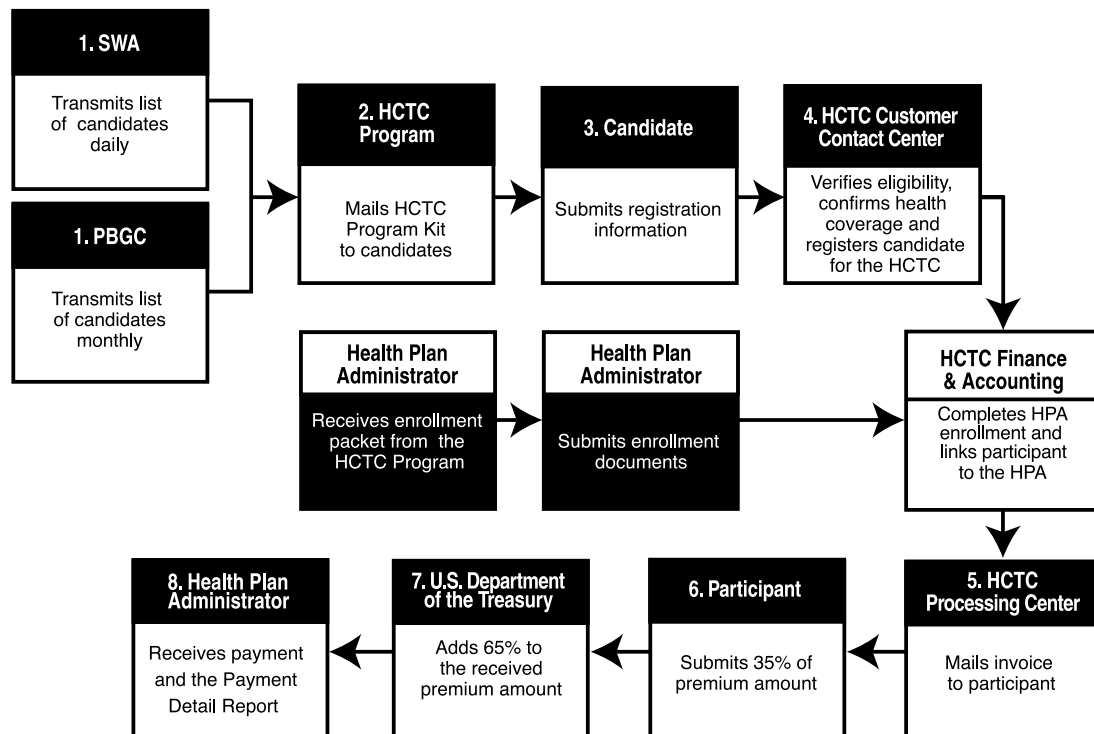 1. SWA
Transmits list
of candidates
daily
1. PBGC
Transmits list
of candidates
monthly
2. HCTC
Program
Mails HCTC
Program Kit
to candidates
3. Candidate
Submits registration
information
4. HCTC Customer
Contact Center
Verifies eligibility,
confirms health
coverage and
registers candidate
for the HCTC
Health Plan
Administrator
Receives enrollment
packet from the
HCTC Program
Health Plan
Administrator
Submits enrollment
documents
HCTC Finance
& Accounting
Completes HPA
enrollment and
links participant
to the HPA
5. HCTC
Processing Center
Mails invoice
to participant
6. Participant
Submits 35% of
premium amount
7. U.S. Department
of the Treasury
Adds 65% to
the received
premium amount
8. Health Plan
Administrator
Receives payment
and the Payment
Detail Report